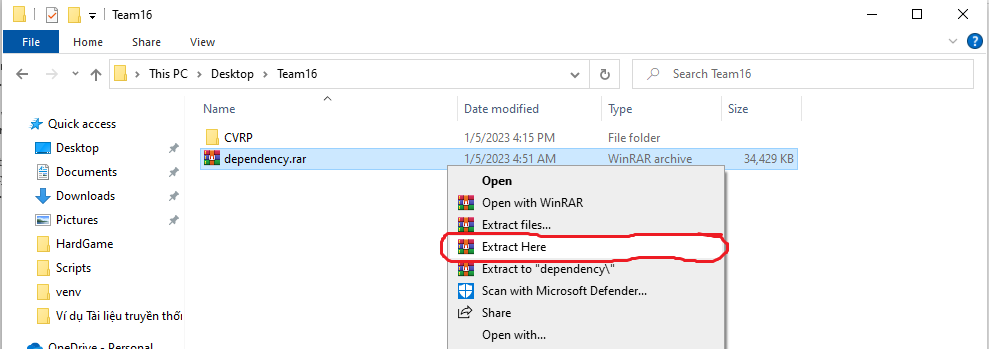 Team16
File Home Share View
This PC > Desktop > Team16
Search Team16
Name Date modified Type Size
Quick access
CVRP 1/5/2023 4:15 PM File folder
Desktop
dependency.rar 1/5/2023 4:51 AM WinRAR archive 34,429 KB
Documents
Downloads
Pictures
HardGame
Scripts
venv
Ví dụ Tài liệu truyền thốn
OneDrive - Personal
Open
Open with WinRAR
Extract files...
Extract Here
Extract to "dependency\"
Scan with Microsoft Defender...
Share
Open with...